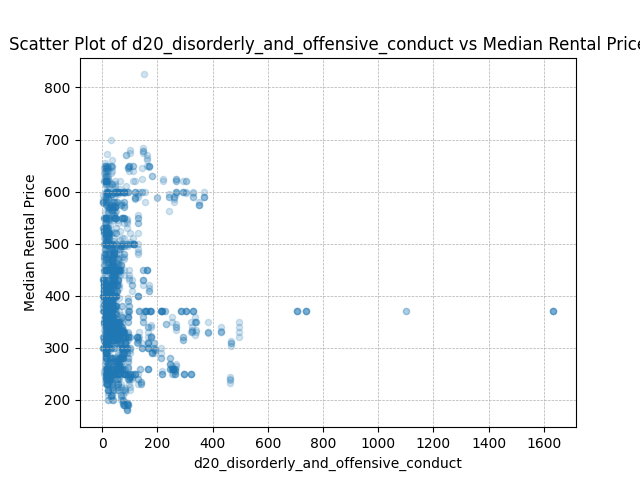 Scatter Plot of d20_disorderly_and_offensive_conduct vs Median Rental Price
800
700
600
500
400
300
200
Median Rental Price
0 200 400 600 800 1000 1200 1400 1600
d20_disorderly_and_offensive_conduct